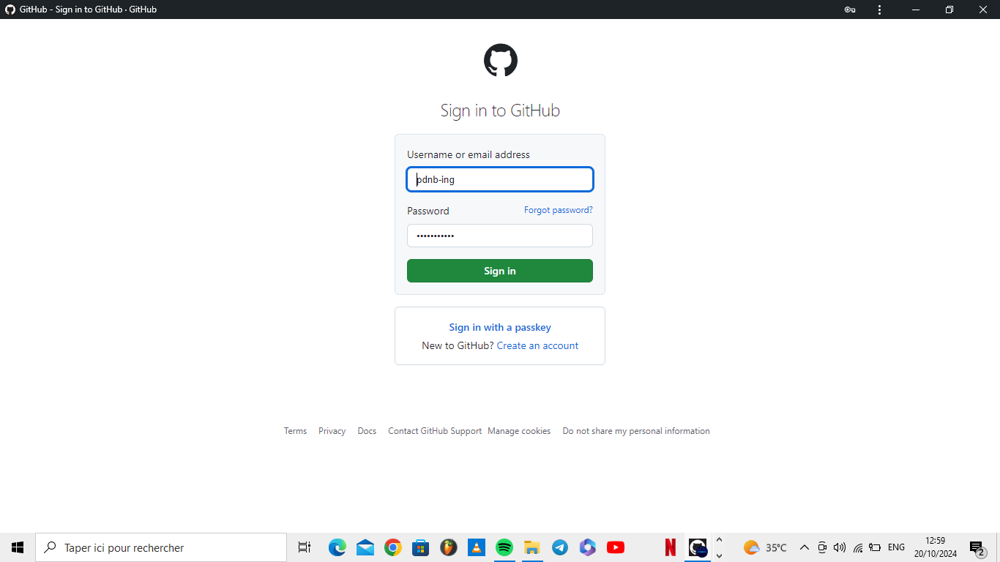 GitHub - Sign in to GitHub · GitHub
Sign in to GitHub
Username or email address
pdnb-ing
Password Forgot password?
•••••••••••
Sign in
Sign in with a passkey
New to GitHub? Create an account
Terms Privacy Docs Contact GitHub Support Manage cookies Do not share my personal information
Taper ici pour rechercher
35°C
ENG
12:59
20/10/2024
2